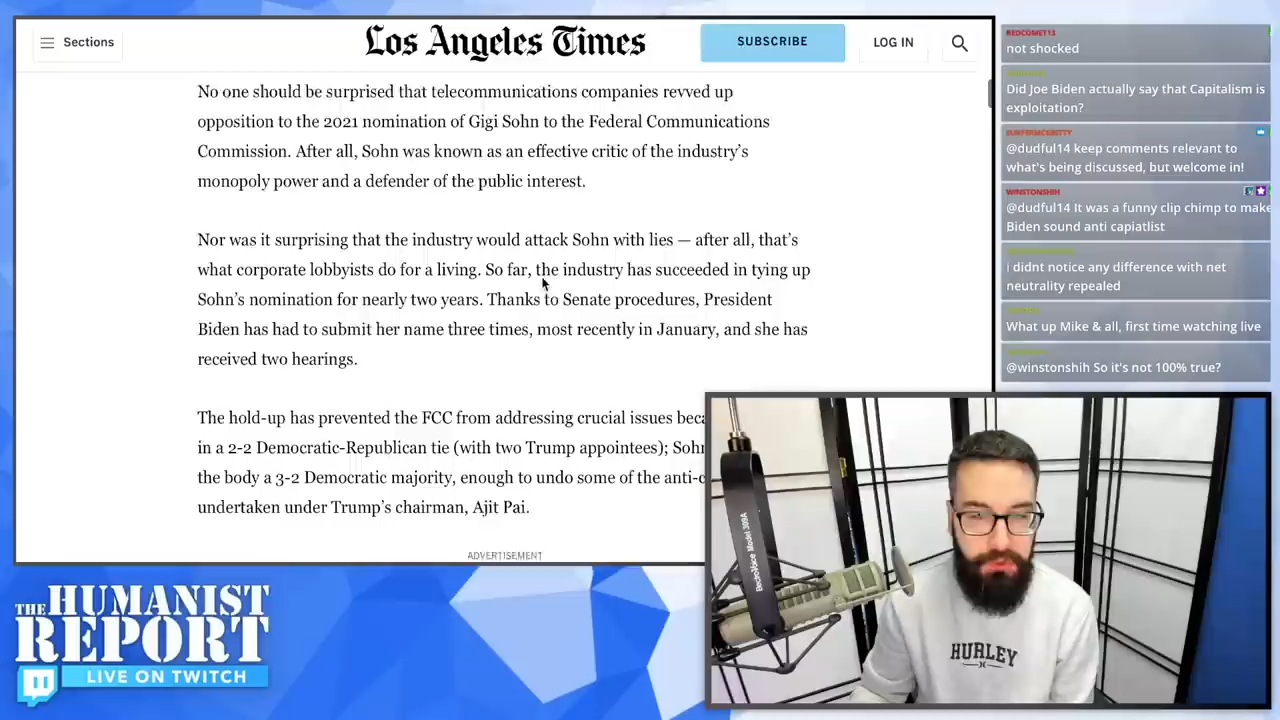 Sections
Los Angeles Times
SUBSCRIBE
LOG IN
No one should be surprised that telecommunications companies revved up
opposition to the 2021 nomination of Gigi Sohn to the Federal Communications
Commission. After all, Sohn was known as an effective critic of the industry's
monopoly power and a defender of the public interest.
Nor was it surprising that the industry would attack Sohn with lies — after all, that's
what corporate lobbyists do for a living. So far, the industry has succeeded in tying up
Sohn's nomination for nearly two years. Thanks to Senate procedures, President
Biden has had to submit her name three times, most recently in January, and she has
received two hearings.
The hold-up has prevented the FCC from addressing crucial issues beca
in a 2-2 Democratic-Republican tie (with two Trump appointees); Sohn
the body a 3-2 Democratic majority, enough to undo some of the anti-c
undertaken under Trump's chairman, Ajit Pai.
ADVERTISEMENT
REDCOMET13
not shocked
Did Joe Biden actually say that Capitalism is
exploitation?
SURFERMCGRITTY
@dudful14 keep comments relevant to
what's being discussed, but welcome in!
WINSTONSHIH
@dudful14 It was a funny clip chimp to make
Biden sound anti capiatlist
i didnt notice any difference with net
neutrality repealed
What up Mike & all, first time watching live
@winstonshih So it's not 100% true?
ElectroVoice Model 309A
HURLEY
THE HUMANIST
REPORT
LIVE ON TWITCH